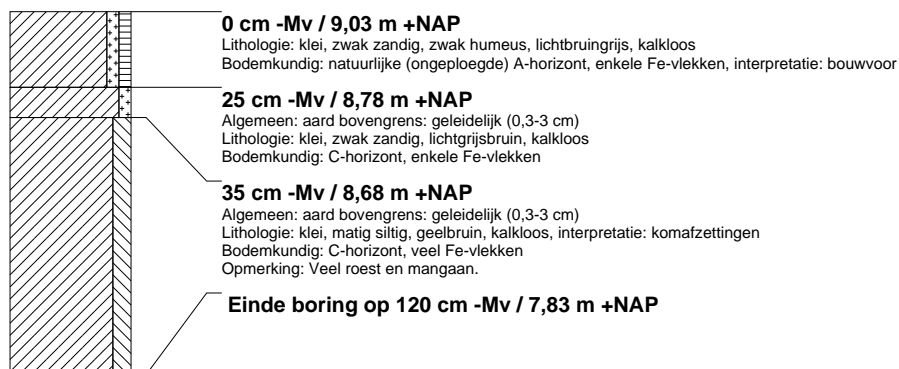 0 cm -Mv / 9,03 m +NAP
Lithologie: klei, zwak zandig, zwak humeus, lichtbruingrijs, kalkloos
Bodemkundig: natuurlijke (ongeploegde) A-horizont, enkele Fe-vlekken, interpretatie: bouwvoor
25 cm -Mv / 8,78 m +NAP
Algemeen: aard bovengrens: geleidelijk (0,3-3 cm)
Lithologie: klei, zwak zandig, lichtgrijsbruin, kalkloos
Bodemkundig: C-horizont, enkele Fe-vlekken
35 cm -Mv / 8,68 m +NAP
Algemeen: aard bovengrens: geleidelijk (0,3-3 cm)
Lithologie: klei, matig siltig, geelbruin, kalkloos, interpretatie: komafzettingen
Bodemkundig: C-horizont, veel Fe-vlekken
Opmerking: Veel roest en mangaan.
Einde boring op 120 cm -Mv / 7,83 m +NAP